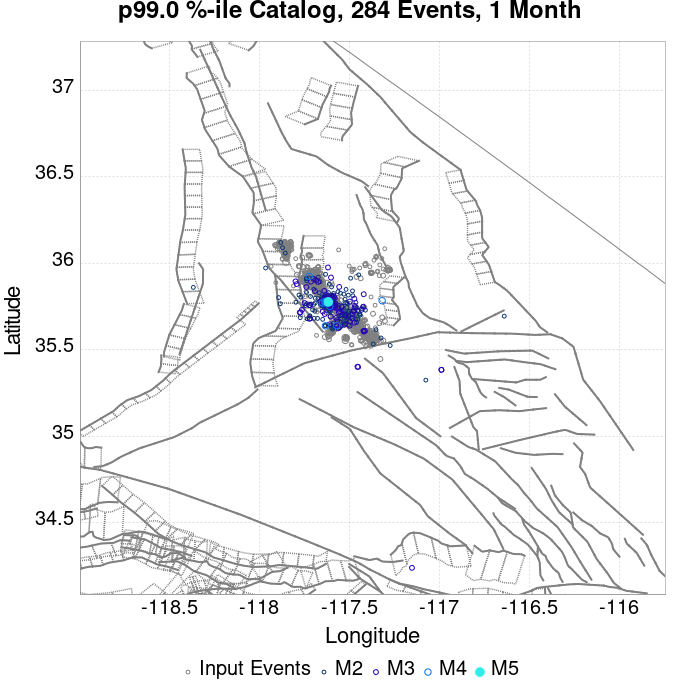 p99.0 %-ile Catalog, 284 Events, 1 Month
37
36.5
36
35.5
35
34.5
Latitude
-118.5 -118 -117.5 -117 -116.5 -116
Longitude
Input Events M2 M3 M4 M5